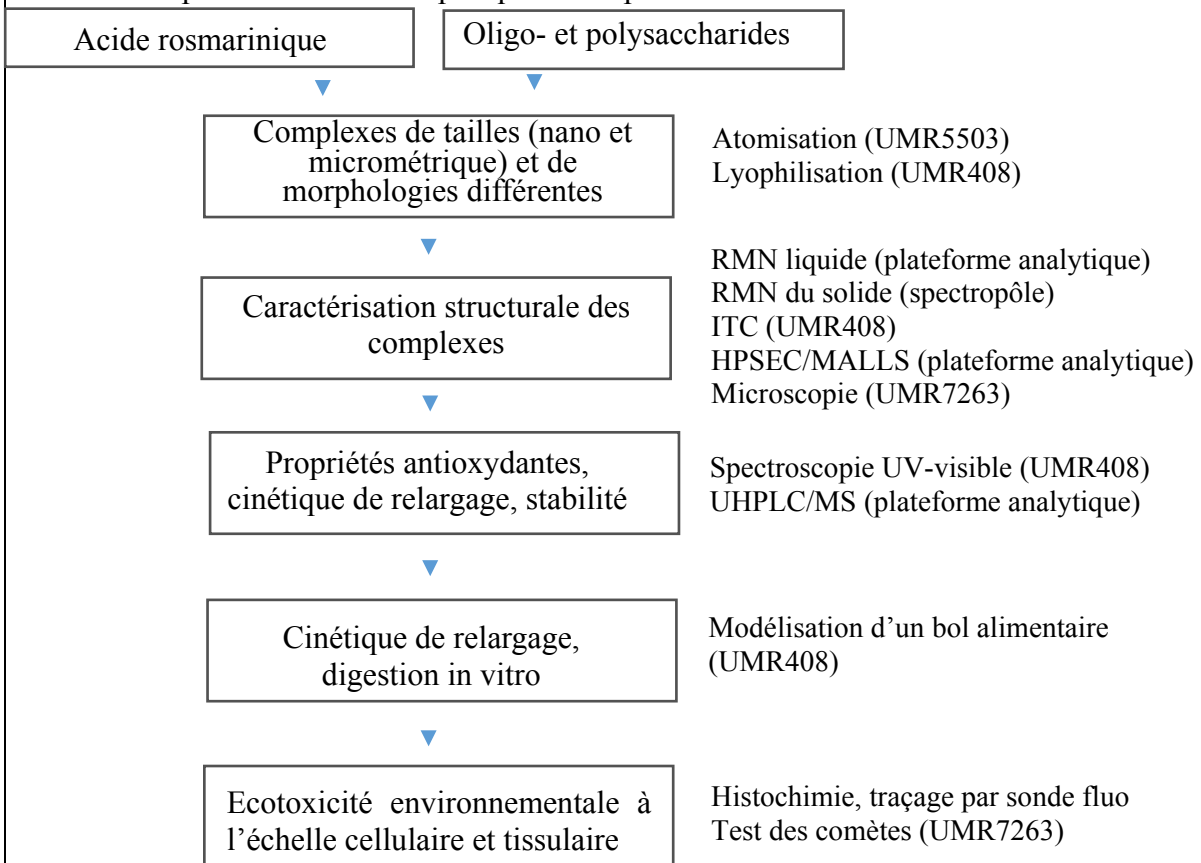 Acide rosmarinique
Oligo- et polysaccharides
Complexes de tailles (nano et
micrométrique) et de
morphologies différentes
Atomisation (UMR5503)
Lyophilisation (UMR408)
Caractérisation structurale des
complexes
RMN liquide (plateforme analytique)
RMN du solide (spectropôle)
ITC (UMR408)
HPSEC/MALLS (plateforme analytique)
Microscopie (UMR7263)
Propriétés antioxydantes,
cinétique de relargage, stabilité
Spectroscopie UV-visible (UMR408)
UHPLC/MS (plateforme analytique)
Cinétique de relargage,
digestion in vitro
Modélisation d’un bol alimentaire
(UMR408)
Ecotoxicité environnementale à
l’échelle cellulaire et tissulaire
Histochimie, traçage par sonde fluo
Test des comètes (UMR7263)